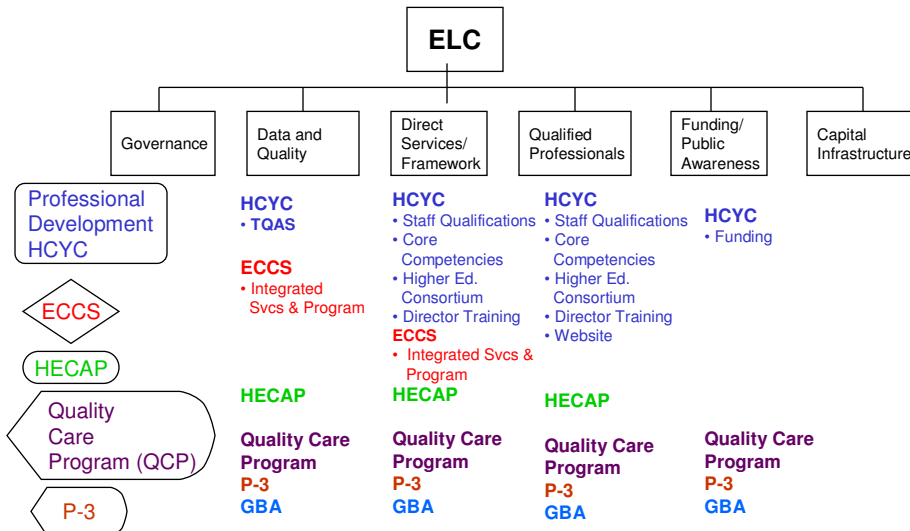 ELC
Governance
Data and
Quality
Direct
Services/
Framework
Qualified
Professionals
Funding/
Public
Awareness
Capital
Infrastructure
Professional
Development
HCYC
ECCS
HECAP
Quality
Care
Program (QCP)
P-3
HCYC
• TQAS
ECCS
• Integrated
Svcs & Program
HECAP
Quality Care
Program
P-3
GBA
HCYC
• Staff Qualifications
• Core
Competencies
• Higher Ed.
Consortium
• Director Training
ECCS
• Integrated Svcs &
Program
HECAP
Quality Care
Program
P-3
GBA
HCYC
• Staff Qualifications
• Core
Competencies
• Higher Ed.
Consortium
• Director Training
• Website
HECAP
Quality Care
Program
P-3
GBA
HCYC
• Funding
Quality Care
Program
P-3
GBA